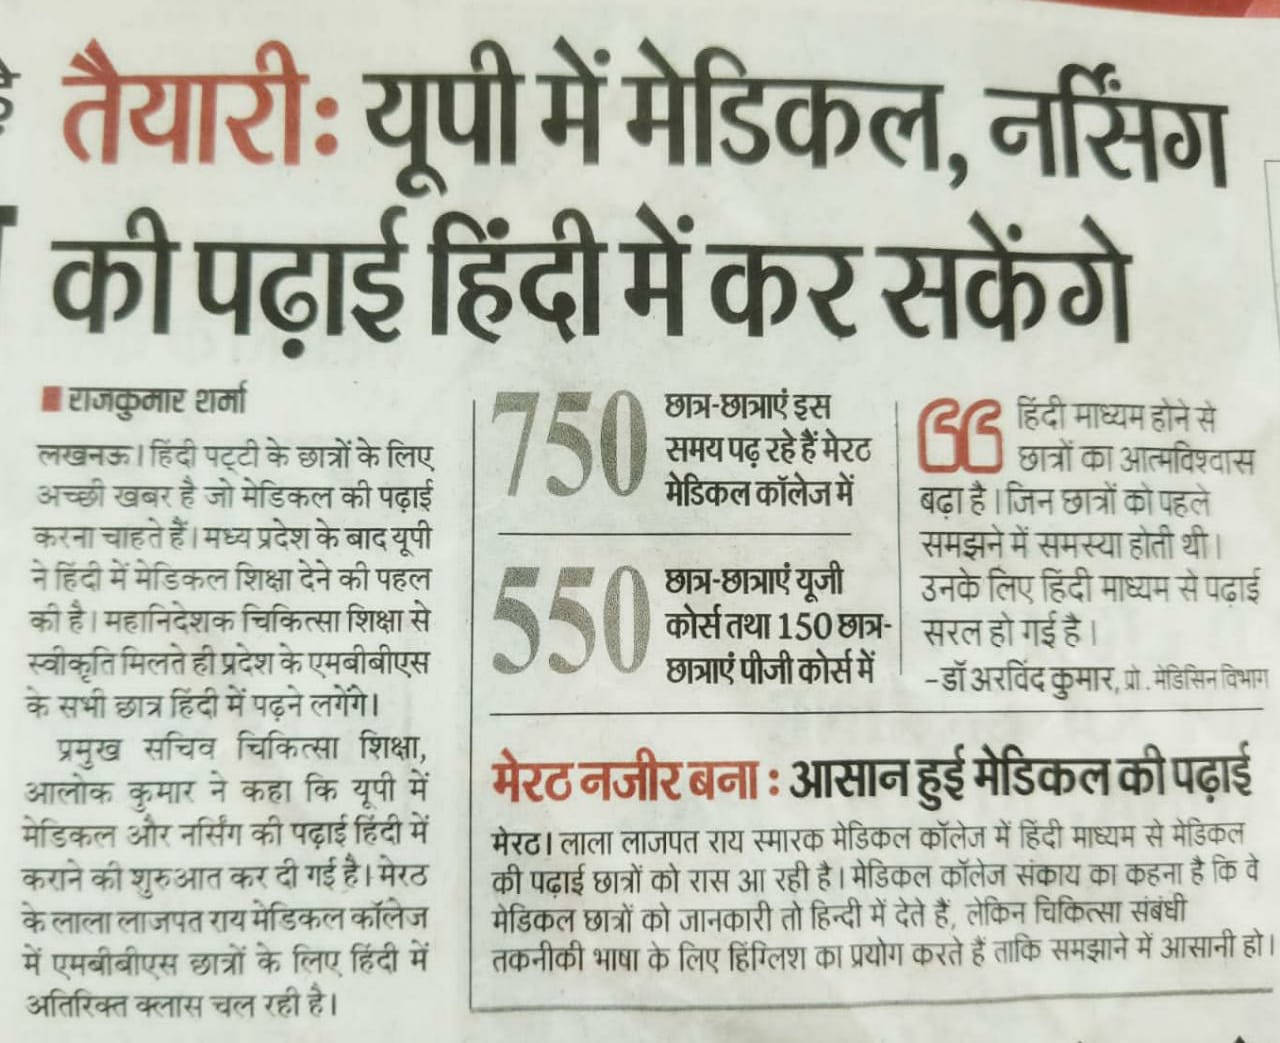 तैयारी: यूपी में मेडिकल, नर्सिंग
की पढ़ाई हिंदी में कर सकेंगे
राजकुमार शर्मा
लखनऊ। हिंदी पट्टी के छात्रों के लिए
अच्छी खबर है जो मेडिकल की पढ़ाई
करना चाहते हैं। मध्य प्रदेश के बाद यूपी
ने हिंदी में मेडिकल शिक्षा देने की पहल
की है। महानिदेशक चिकित्सा शिक्षा से
स्वीकृति मिलते ही प्रदेश के एमबीबीएस
के सभी छात्र हिंदी में पढ़ने लगेंगे।
प्रमुख सचिव चिकित्सा शिक्षा,
आलोक कुमार ने कहा कि यूपी में
मेडिकल और नर्सिंग की पढ़ाई हिंदी में
कराने की शुरुआत कर दी गई है। मेरठ
के लाला लाजपत राय मेडिकल कॉलेज
में एमबीबीएस छात्रों के लिए हिंदी में
अतिरिक्त क्लास चल रही है।
750 छात्र-छात्राएं इस
समय पढ़ रहे हैं मेरठ
मेडिकल कॉलेज में
550 छात्र-छात्राएं यूजी
कोर्स तथा 150 छात्र-
छात्राएं पीजी कोर्स में
हिंदी माध्यम होने से
छात्रों का आत्मविश्वास
बढ़ा है। जिन छात्रों को पहले
समझने में समस्या होती थी।
उनके लिए हिंदी माध्यम से पढ़ाई
सरल हो गई है।
-डॉ अरविंद कुमार, प्रो. मेडिसिन विभाग
मेरठ नजीर बना : आसान हुई मेडिकल की पढ़ाई
मेरठ। लाला लाजपत राय स्मारक मेडिकल कॉलेज में हिंदी माध्यम से मेडिकल
की पढ़ाई छात्रों को रास आ रही है। मेडिकल कॉलेज संकाय का कहना है कि वे
मेडिकल छात्रों को जानकारी तो हिन्दी में देते हैं, लेकिन चिकित्सा संबंधी
तकनीकी भाषा के लिए हिंग्लिश का प्रयोग करते हैं ताकि समझाने में आसानी हो।